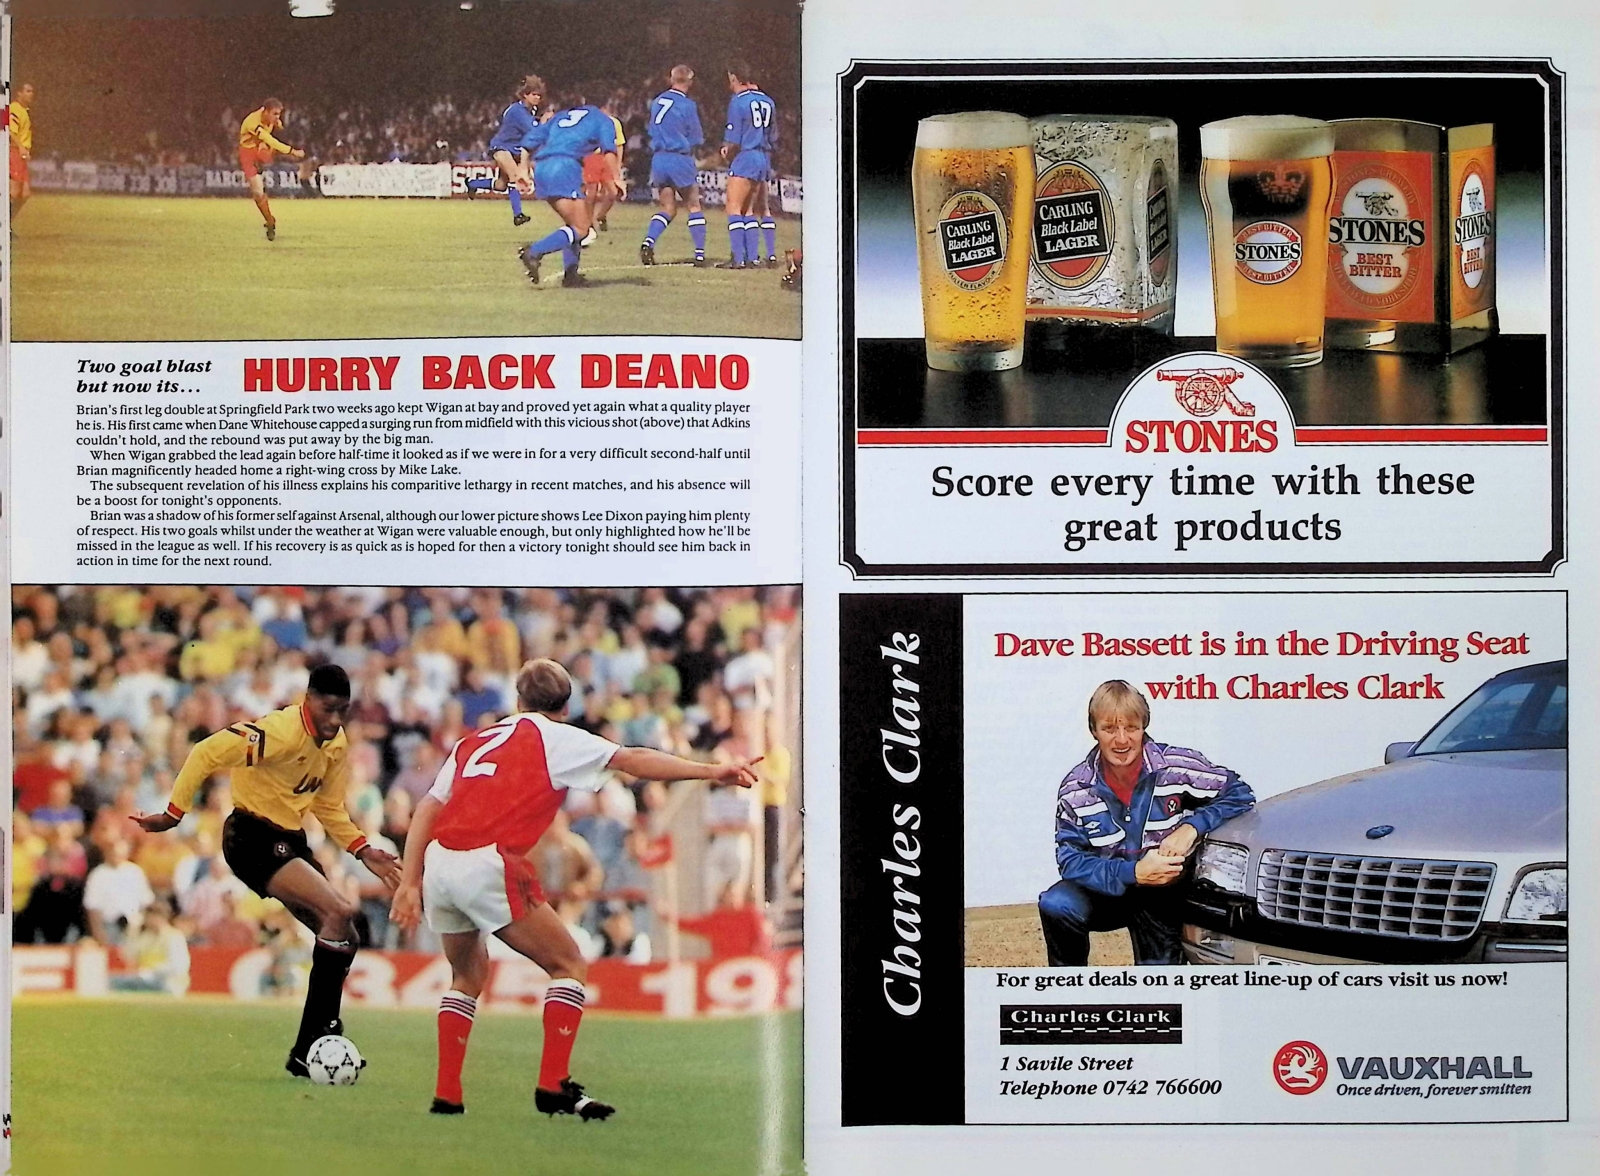 3
7
67
BARCLAYS BA
SIGN
Two goal blast
but now its...
HURRY BACK DEANO
Brian's first leg double at Springfield Park two weeks ago kept Wigan at bay and proved yet again what a quality player
he is. His first came when Dane Whitehouse capped a surging run from midfield with this vicious shot (above) that Adkins
couldn't hold, and the rebound was put away by the big man.
When Wigan grabbed the lead again before half-time it looked as if we were in for a very difficult second-half until
Brian magnificently headed home a right-wing cross by Mike Lake.
The subsequent revelation of his illness explains his comparitive lethargy in recent matches, and his absence will
be a boost for tonight's opponents.
Brian was a shadow of his former self against Arsenal, although our lower picture shows Lee Dixon paying him plenty
of respect. His two goals whilst under the weather at Wigan were valuable enough, but only highlighted how he'll be
missed in the league as well. If his recovery is as quick as is hoped for then a victory tonight should see him back in
action in time for the next round.
2
0345-
CARLING
Black Label
LAGER
CARLING
Black Label
LAGER
STONES
STONES
BEST
BITTER
STONES
BEST
BITTER
STONES
Score every time with these
great products
Charles Clark
Dave Bassett is in the Driving Seat
with Charles Clark
For great deals on a great line-up of cars visit us now!
Charles Clark
1 Savile Street
Telephone 0742 766600
VAUXHALL
Once driven, forever smitten